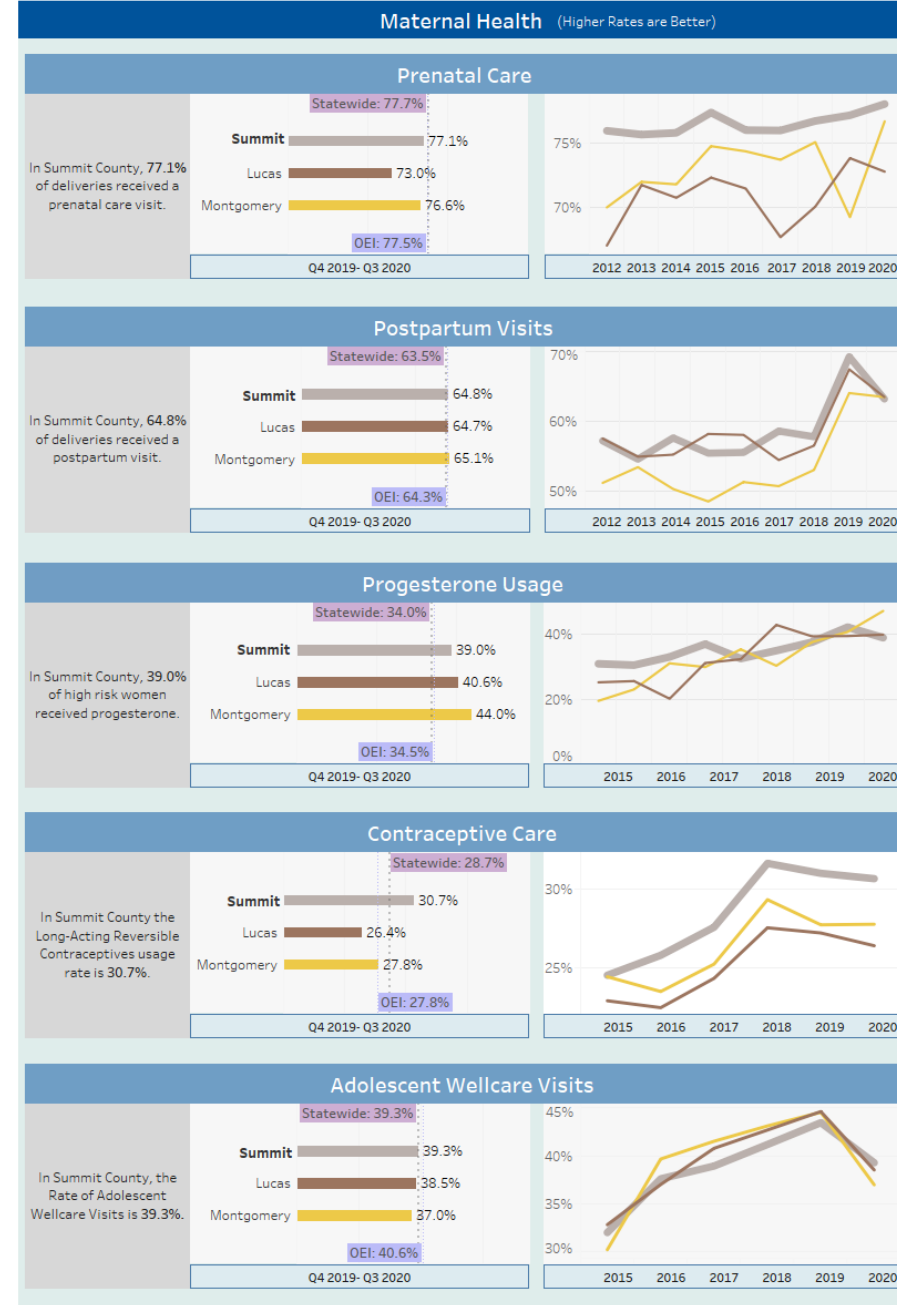 Maternal Health (Higher Rates are Better)
Prenatal Care
In Summit County, 77.1%
of deliveries received a
prenatal care visit.
Statewide: 77.7%
Summit 77.1%
Lucas 73.0%
Montgomery 76.6%
OEI: 77.5%
Q4 2019- Q3 2020
75%
70%
2012 2013 2014 2015 2016 2017 2018 2019 2020
Postpartum Visits
In Summit County, 64.8%
of deliveries received a
postpartum visit.
Statewide: 63.5%
Summit 64.8%
Lucas 64.7%
Montgomery 65.1%
OEI: 64.3%
Q4 2019- Q3 2020
70%
60%
50%
2012 2013 2014 2015 2016 2017 2018 2019 2020
Progesterone Usage
In Summit County, 39.0%
of high risk women
received progesterone.
Statewide: 34.0%
Summit 39.0%
Lucas 40.6%
Montgomery 44.0%
OEI: 34.5%
Q4 2019- Q3 2020
40%
20%
0%
2015 2016 2017 2018 2019 2020
Contraceptive Care
In Summit County the
Long-Acting Reversible
Contraceptives usage
rate is 30.7%.
Statewide: 28.7%
Summit 30.7%
Lucas 26.4%
Montgomery 27.8%
OEI: 27.8%
Q4 2019- Q3 2020
30%
25%
2015 2016 2017 2018 2019 2020
Adolescent Wellcare Visits
In Summit County, the
Rate of Adolescent
Wellcare Visits is 39.3%.
Statewide: 39.3%
Summit 39.3%
Lucas 38.5%
Montgomery 37.0%
OEI: 40.6%
Q4 2019- Q3 2020
45%
40%
35%
30%
2015 2016 2017 2018 2019 2020